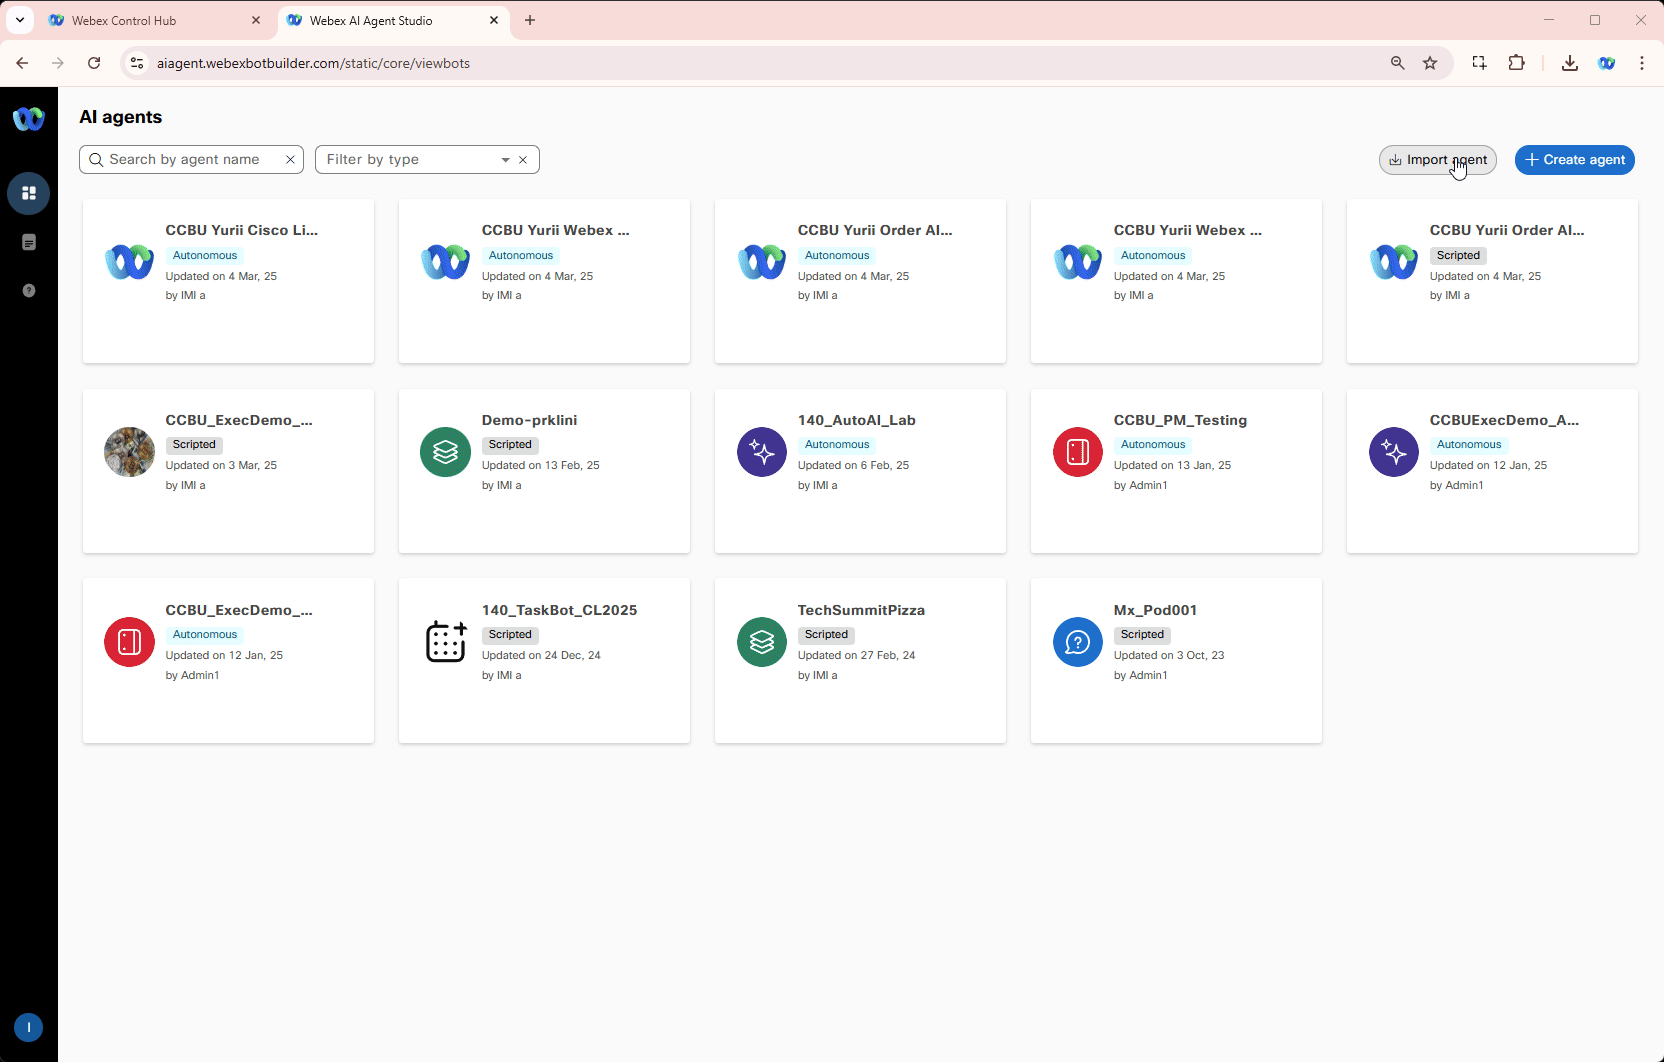 Webex Control Hub
Webex AI Agent Studio
aiagent.webexbotbuilder.com/static/core/viewbots
AI agents
Search by agent name
Filter by type
Import agent
Create agent
CCBU Yurii Cisco Li...
Autonomous
Updated on 4 Mar, 25
by IMI a
CCBU Yurii Webex ...
Autonomous
Updated on 4 Mar, 25
by IMI a
CCBU Yurii Order AI...
Autonomous
Updated on 4 Mar, 25
by IMI a
CCBU Yurii Webex ...
Autonomous
Updated on 4 Mar, 25
by IMI a
CCBU Yurii Order AI...
Scripted
Updated on 4 Mar, 25
by IMI a
CCBU_ExecDemo_...
Scripted
Updated on 3 Mar, 25
by IMI a
Demo-prklini
Scripted
Updated on 13 Feb, 25
by IMI a
140_AutoAI_Lab
Autonomous
Updated on 6 Feb, 25
by IMI a
CCBU_PM_Testing
Autonomous
Updated on 13 Jan, 25
by Admin1
CCBUExecDemo_A...
Autonomous
Updated on 12 Jan, 25
by Admin1
CCBU_ExecDemo_...
Autonomous
Updated on 12 Jan, 25
by Admin1
140_TaskBot_CL2025
Scripted
Updated on 24 Dec, 24
by IMI a
TechSummitPizza
Scripted
Updated on 27 Feb, 24
by IMI a
Mx_Pod001
Scripted
Updated on 3 Oct, 23
by Admin1
I